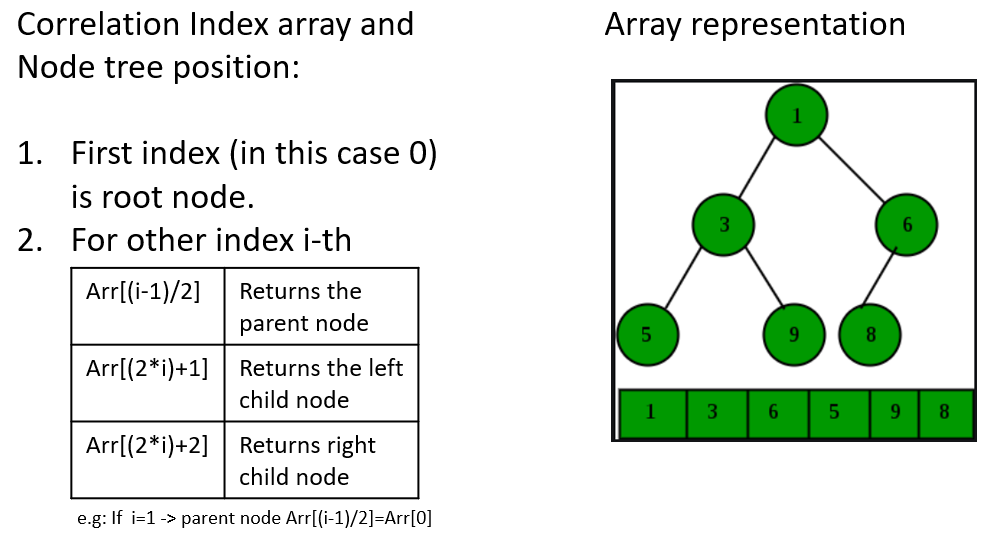 Correlation Index array and
Node tree position:
1. First index (in this case 0)
is root node.
2. For other index i-th
Arr[(i-1)/2] Returns the
parent node
Arr[(2*i)+1] Returns the left
child node
Arr[(2*i)+2] Returns right
child node
e.g: If i=1 -> parent node Arr[(i-1)/2]=Arr[0]
Array representation
1
3 6
5 9 8
1 3 6 5 9 8